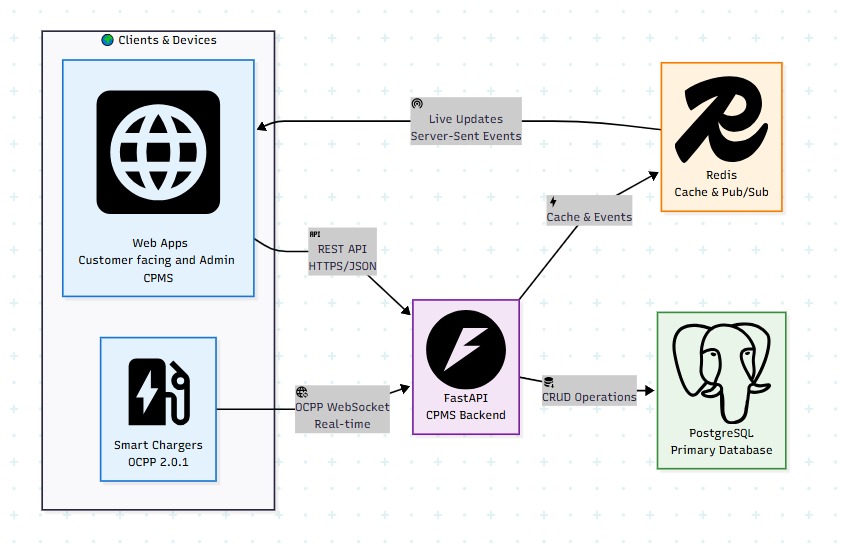 Clients & Devices
Web Apps
Customer facing and Admin
CPMS
Live Updates
Server-Sent Events
Redis
Cache & Pub/Sub
Cache & Events
API
REST API
HTTPS/JSON
FastAPI
CPMS Backend
CRUD Operations
PostgreSQL
Primary Database
OCPP WebSocket
Real-time
Smart Chargers
OCPP 2.0.1